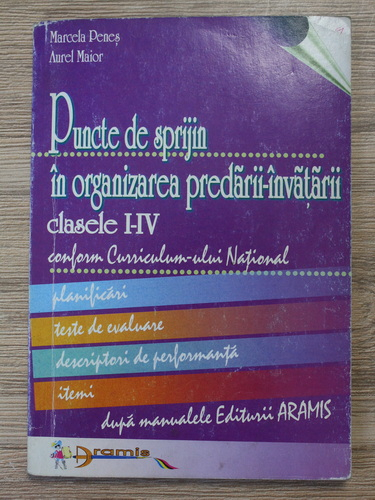 Marcela Peneș
Aurel Maior
Puncte de sprijin
în organizarea predării-învățării
clasele I-IV
conform Curriculum-ului Național
planificări
teste de evaluare
descriptori de performanță
itemi
după manualele Editurii ARAMIS
Aramis